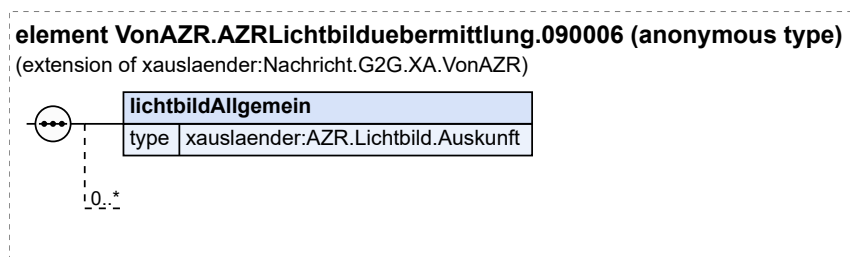 element VonAZR.AZRLichtbilduebermittlung.090006 (anonymous type)
(extension of xauslaender:Nachricht.G2G.XA.VonAZR)
lichtbildAllgemein
type xauslaender:AZR.Lichtbild.Auskunft
0..*